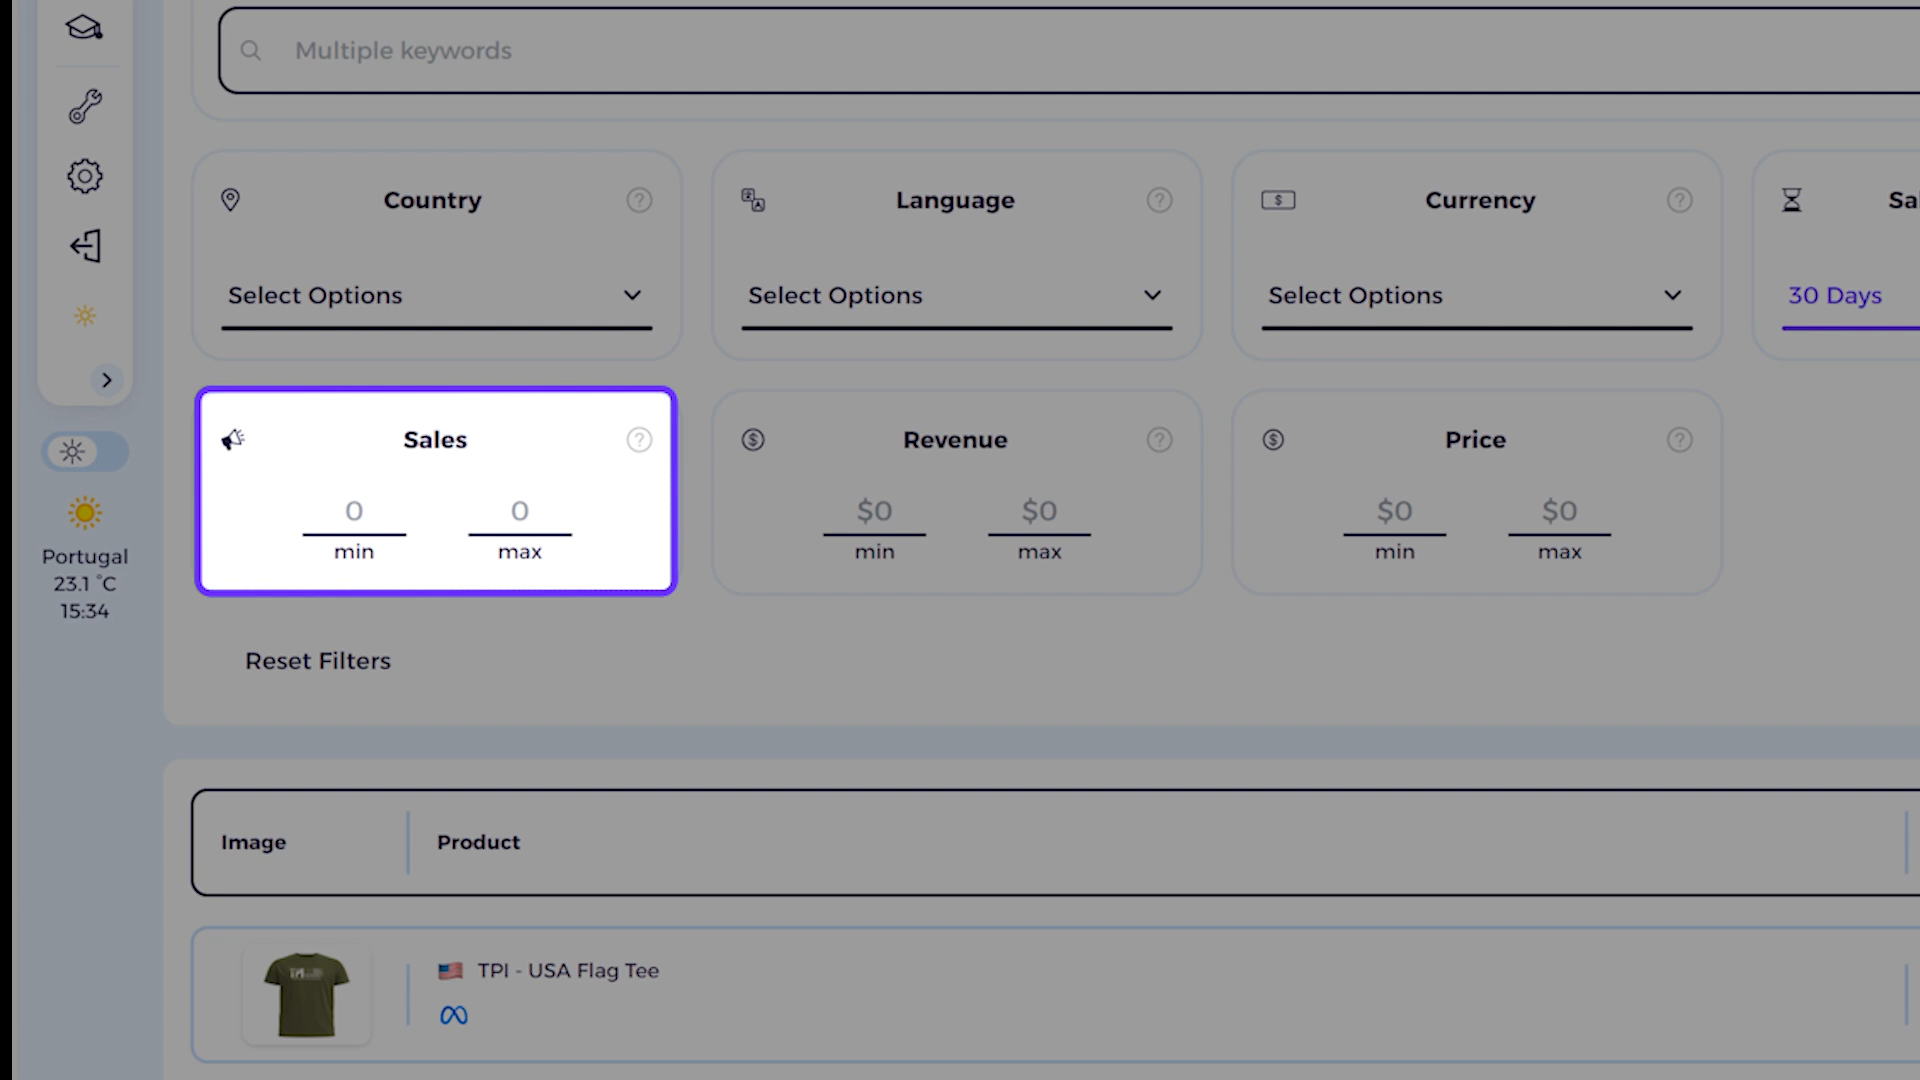 Multiple keywords
Country
Language
Currency
Sal
Select Options
Select Options
Select Options
30 Days
Sales
Revenue
Price
0
0
$0
$0
$0
$0
min
max
min
max
min
max
Portugal
23.1 °C
15:34
Reset Filters
Image
Product
TPI - USA Flag Tee